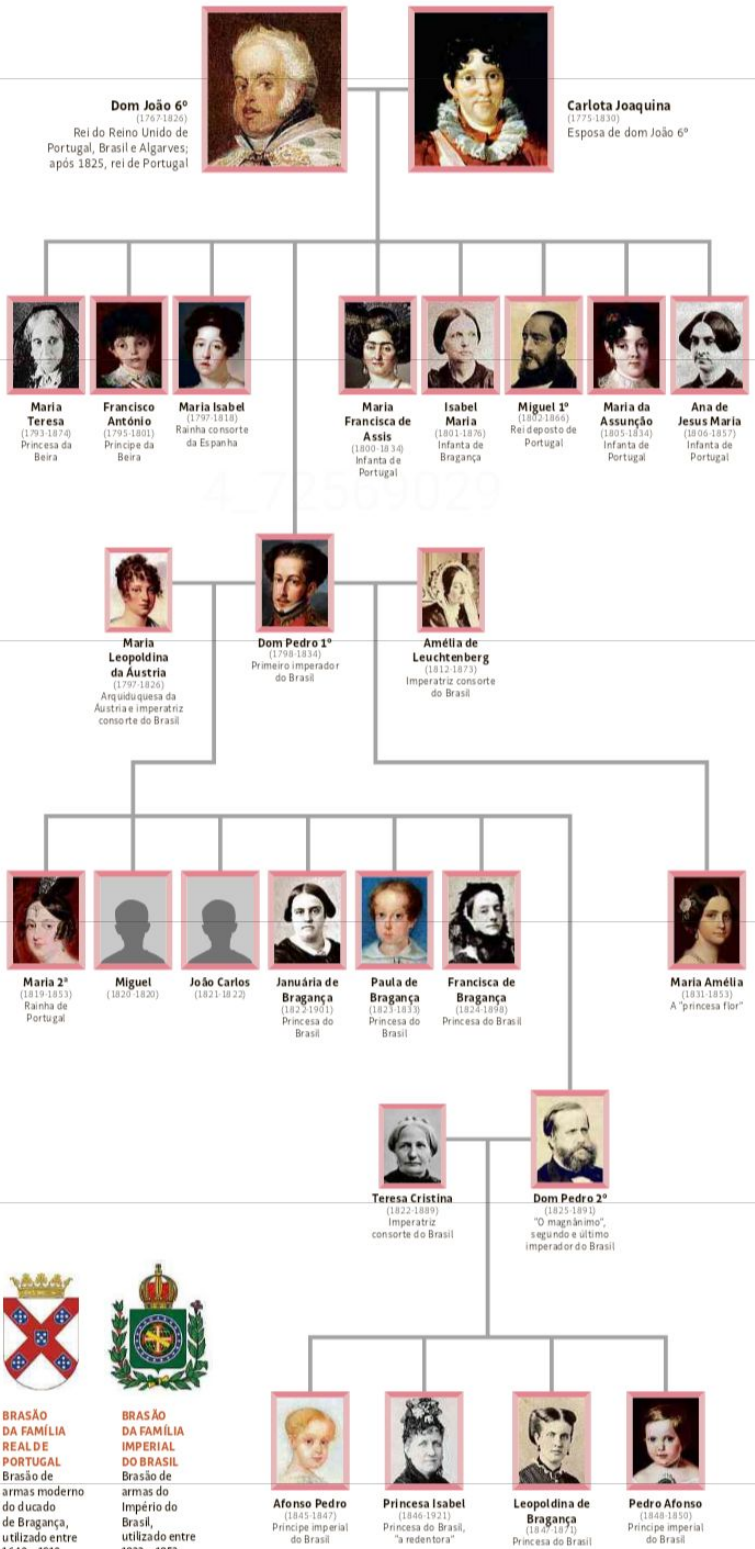 Dom João 6º
(1767-1826)
Rei do Reino Unido de
Portugal, Brasil e Algarves;
após 1825, rei de Portugal
Carlota Joaquina
(1775-1830)
Esposa de dom João 6º
Maria
Teresa
(1793-1874)
Princesa da
Beira
Francisco
António
(1795-1801)
Príncipe da
Beira
Maria Isabel
(1797-1818)
Rainha consorte
da Espanha
Maria
Francisca de
Assis
(1800-1834)
Infanta de
Portugal
Isabel
Maria
(1801-1876)
Infanta de
Bragança
Miguel 1º
(1802-1866)
Rei deposto de
Portugal
Maria da
Assunção
(1805-1834)
Infanta de
Portugal
Ana de
Jesus Maria
(1806-1857)
Infanta de
Portugal
4_72569029
Maria
Leopoldina
da Áustria
(1797-1826)
Arquiduquesa da
Áustria e imperatriz
consorte do Brasil
Dom Pedro 1º
(1798-1834)
Primeiro imperador
do Brasil
Amélia de
Leuchtenberg
(1812-1873)
Imperatriz consorte
do Brasil
Maria 2ª
(1819-1853)
Rainha de
Portugal
Miguel
(1820-1820)
João Carlos
(1821-1822)
Januária de
Bragança
(1822-1901)
Princesa do
Brasil
Paula de
Bragança
(1823-1833)
Princesa do
Brasil
Francisca de
Bragança
(1824-1898)
Princesa do Brasil
Maria Amélia
(1831-1853)
A "princesa flor"
Teresa Cristina
(1822-1889)
Imperatriz
consorte do Brasil
Dom Pedro 2º
(1825-1891)
"O magnânimo",
segundo e último
imperador do Brasil
BRASÃO
DA FAMÍLIA
REAL DE
PORTUGAL
Brasão de
armas moderno
do ducado
de Bragança,
utilizado entre
BRASÃO
DA FAMÍLIA
IMPERIAL
DO BRASIL
Brasão de
armas do
Império do
Brasil,
utilizado entre
Afonso Pedro
(1845-1847)
Príncipe imperial
do Brasil
Princesa Isabel
(1846-1921)
Princesa do Brasil,
"a redentora"
Leopoldina de
Bragança
(1847-1871)
Princesa do Brasil
Pedro Afonso
(1848-1850)
Príncipe imperial
do Brasil